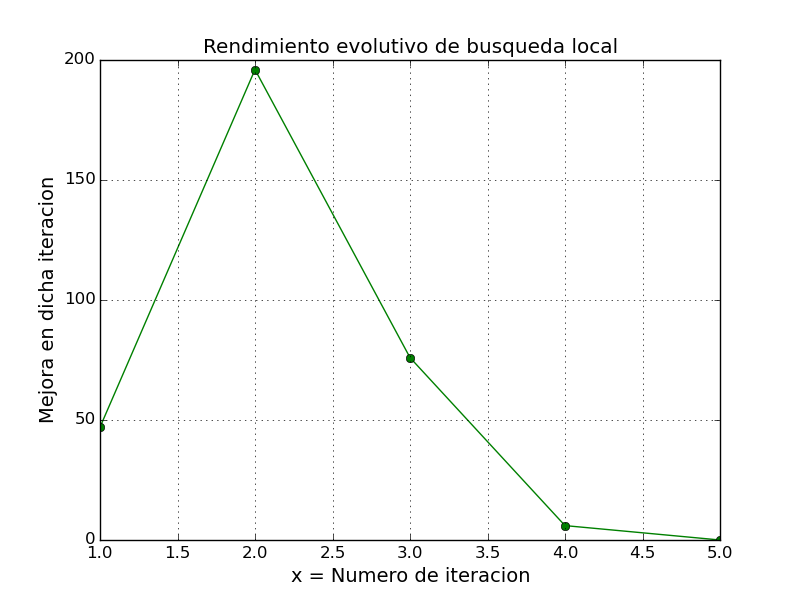 Rendimiento evolutivo de busqueda local
200
150
100
50
0
Mejora en dicha iteracion
1.0 1.5 2.0 2.5 3.0 3.5 4.0 4.5 5.0
x = Numero de iteracion